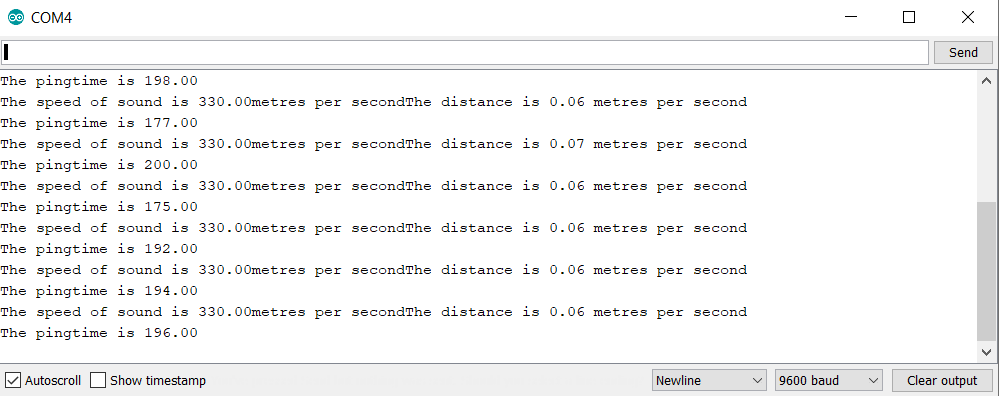 COM4
Send
The pingtime is 198.00
The speed of sound is 330.00metres per secondThe distance is 0.06 metres per second
The pingtime is 177.00
The speed of sound is 330.00metres per secondThe distance is 0.07 metres per second
The pingtime is 200.00
The speed of sound is 330.00metres per secondThe distance is 0.06 metres per second
The pingtime is 175.00
The speed of sound is 330.00metres per secondThe distance is 0.06 metres per second
The pingtime is 192.00
The speed of sound is 330.00metres per secondThe distance is 0.06 metres per second
The pingtime is 194.00
The speed of sound is 330.00metres per secondThe distance is 0.06 metres per second
The pingtime is 196.00
Autoscroll Show timestamp Newline 9600 baud Clear output